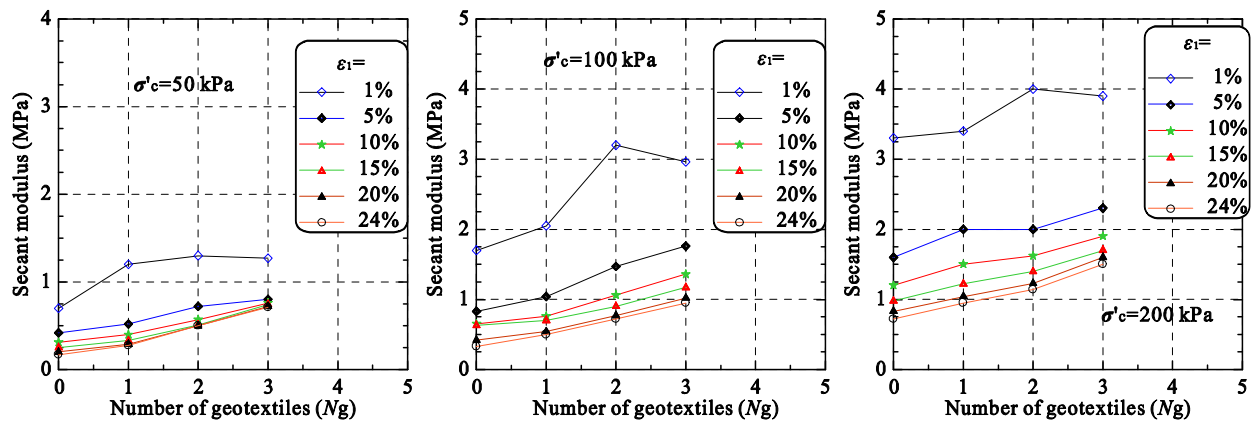 Secant modulus (MPa)
4
3
2
1
0
σ'c=50 kPa
ε1=
1%
5%
10%
15%
20%
24%
0 1 2 3 4 5
Number of geotextiles (Ng)
Secant modulus (MPa)
5
4
3
2
1
0
σ'c=100 kPa
ε1=
1%
5%
10%
15%
20%
24%
0 1 2 3 4 5
Number of geotextiles (Ng)
Secant modulus (MPa)
5
4
3
2
1
0
ε1=
1%
5%
10%
15%
20%
24%
σ'c=200 kPa
0 1 2 3 4 5
Number of geotextiles (Ng)